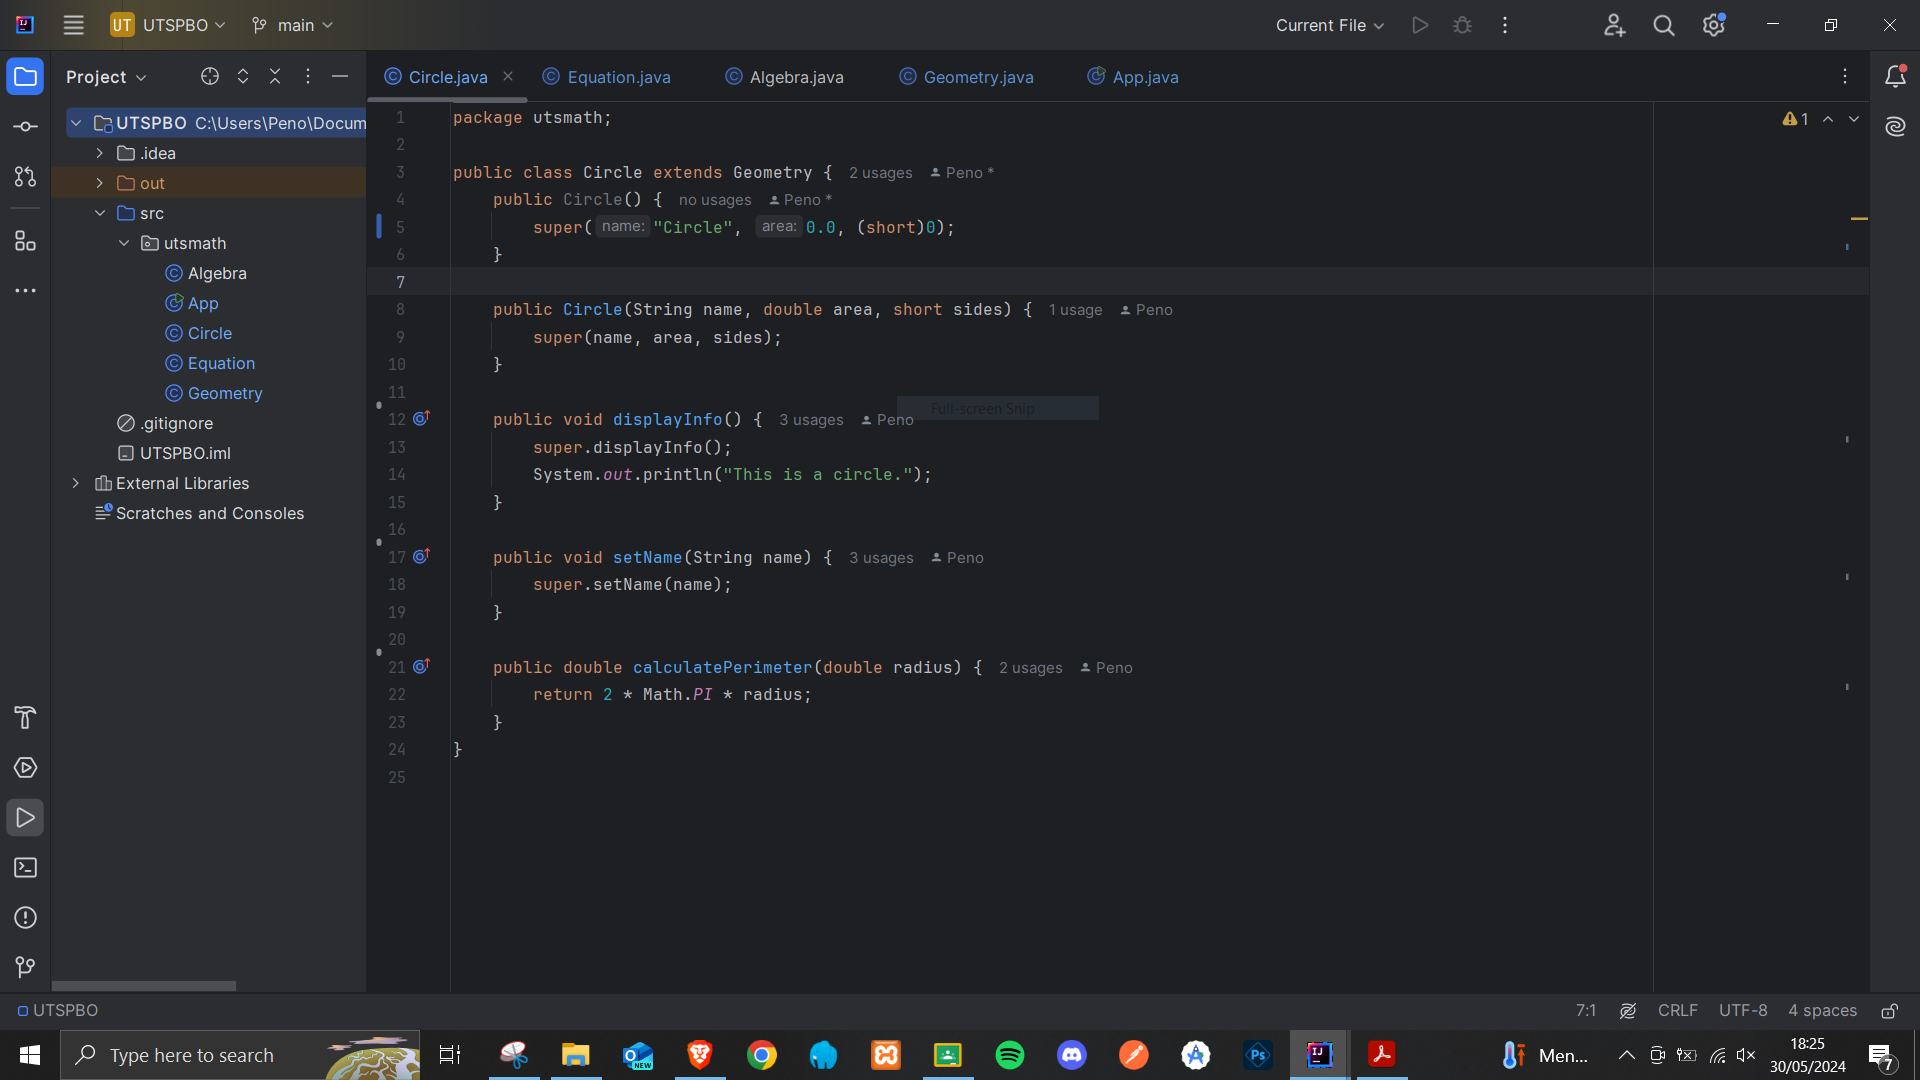 UT UTSPBO main Current File
Project
Circle.java Equation.java Algebra.java Geometry.java App.java
UTSPBO C:\Users\Peno\Docum
.idea
out
src
utsmath
Algebra
App
Circle
Equation
Geometry
.gitignore
UTSPBO.iml
External Libraries
Scratches and Consoles
1 package utsmath;
2
3 public class Circle extends Geometry { 2 usages Peno *
4 public Circle() { no usages Peno *
5 super( name: "Circle", area: 0.0, (short)0);
6 }
7
8 public Circle(String name, double area, short sides) { 1 usage Peno
9 super(name, area, sides);
10 }
11
12 public void displayInfo() { 3 usages Peno
Full-screen Snip
13 super.displayInfo();
14 System.out.println("This is a circle.");
15 }
16
17 public void setName(String name) { 3 usages Peno
18 super.setName(name);
19 }
20
21 public double calculatePerimeter(double radius) { 2 usages Peno
22 return 2 * Math.PI * radius;
23 }
24 }
25
1
UTSPBO 7:1 CRLF UTF-8 4 spaces
Type here to search
NEW
Ps
IJ
Men...
18:25
30/05/2024
7